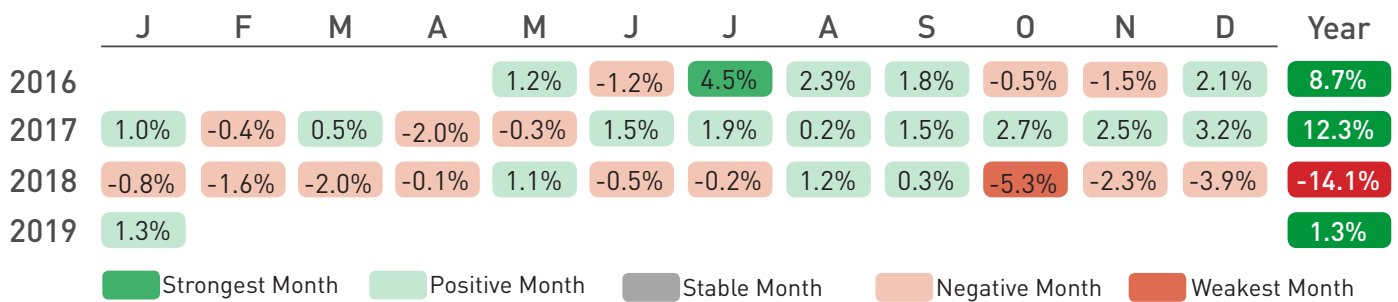 J F M A M J J A S O N D Year
2016 1.2% -1.2% 4.5% 2.3% 1.8% -0.5% -1.5% 2.1% 8.7%
2017 1.0% -0.4% 0.5% -2.0% -0.3% 1.5% 1.9% 0.2% 1.5% 2.7% 2.5% 3.2% 12.3%
2018 -0.8% -1.6% -2.0% -0.1% 1.1% -0.5% -0.2% 1.2% 0.3% -5.3% -2.3% -3.9% -14.1%
2019 1.3% 1.3%
Strongest Month Positive Month Stable Month Negative Month Weakest Month